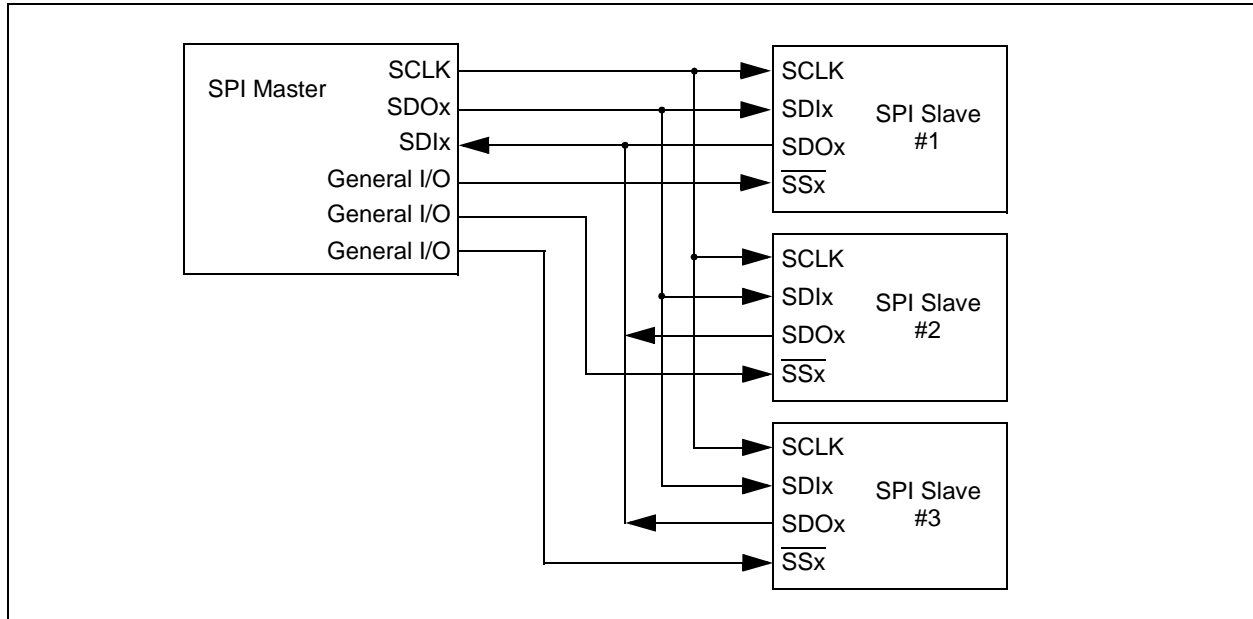 SPI Master
SCLK
SDOx
SDIx
General I/O
General I/O
General I/O
SCLK
SDIx
SDOx
SSx
SPI Slave
#1
SCLK
SDIx
SDOx
SSx
SPI Slave
#2
SCLK
SDIx
SDOx
SSx
SPI Slave
#3